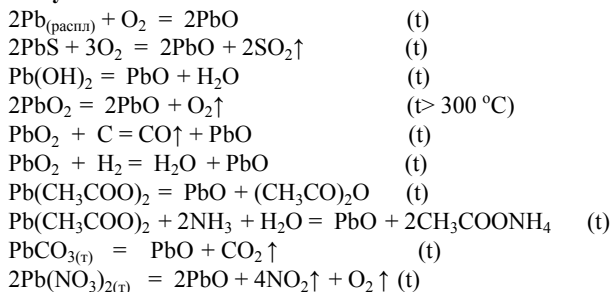 2Pb(распл) + O₂ = 2PbO (t)
2PbS + 3O₂ = 2PbO + 2SO₂↑ (t)
Pb(OH)₂ = PbO + H₂O (t)
2PbO₂ = 2PbO + O₂↑ (t> 300 °C)
PbO₂ + C = CO↑ + PbO (t)
PbO₂ + H₂ = H₂O + PbO (t)
Pb(CH₃COO)₂ = PbO + (CH₃CO)₂O (t)
Pb(CH₃COO)₂ + 2NH₃ + H₂O = PbO + 2CH₃COONH₄ (t)
PbCO₃(т) = PbO + CO₂ ↑ (t)
2Pb(NO₃)₂(т) = 2PbO + 4NO₂↑ + O₂ ↑ (t)